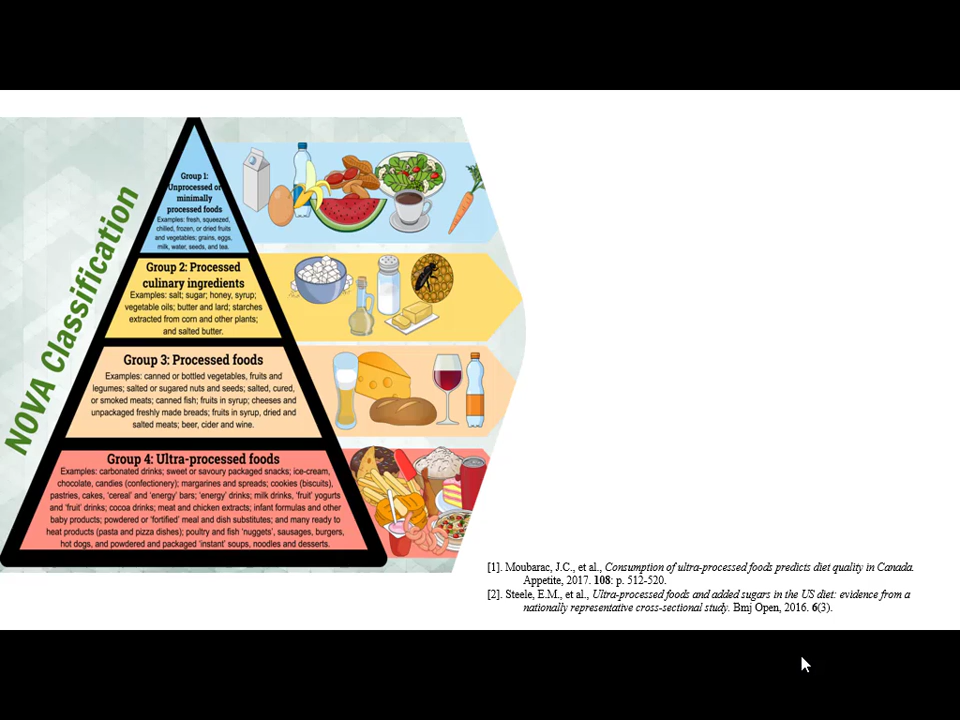 NOVA Classification
Group 1:
Unprocessed or
minimally
processed foods
Examples: fresh, squeezed,
chilled, frozen, or dried fruits
and vegetables; grains, eggs,
milk, water, seeds, and tea.
Group 2: Processed
culinary ingredients
Examples: salt; sugar; honey, syrup;
vegetable oils; butter and lard; starches
extracted from corn and other plants;
and salted butter.
Group 3: Processed foods
Examples: canned or bottled vegetables, fruits and
legumes; salted or sugared nuts and seeds; salted, cured,
or smoked meats; canned fish; fruits in syrup; cheeses and
unpackaged freshly made breads; fruits in syrup, dried and
salted meats; beer, cider and wine.
Group 4: Ultra-processed foods
Examples: carbonated drinks; sweet or savoury packaged snacks; ice-cream,
chocolate, candies (confectionery); margarines and spreads; cookies (biscuits),
pastries, cakes, 'cereal' and 'energy' bars; 'energy' drinks; milk drinks, 'fruit' yogurts
and 'fruit' drinks; cocoa drinks; meat and chicken extracts; infant formulas and other
baby products; powdered or 'fortified' meal and dish substitutes; and many ready to
heat products (pasta and pizza dishes); poultry and fish 'nuggets', sausages, burgers,
hot dogs, and powdered and packaged 'instant' soups, noodles and desserts.
[1]. Moubarac, J.C., et al., Consumption of ultra-processed foods predicts diet quality in Canada.
Appetite, 2017. 108: p. 512-520.
[2]. Steele, E.M., et al., Ultra-processed foods and added sugars in the US diet: evidence from a
nationally representative cross-sectional study. Bmj Open, 2016. 6(3).